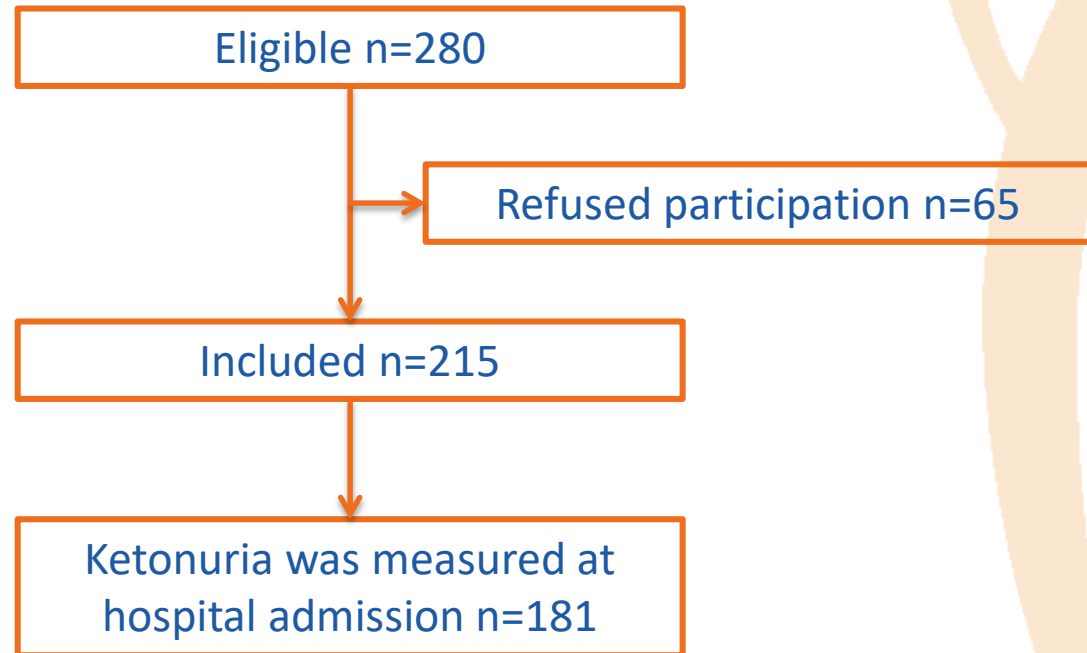 Eligible n=280
Refused participation n=65
Included n=215
Ketonuria was measured at
hospital admission n=181